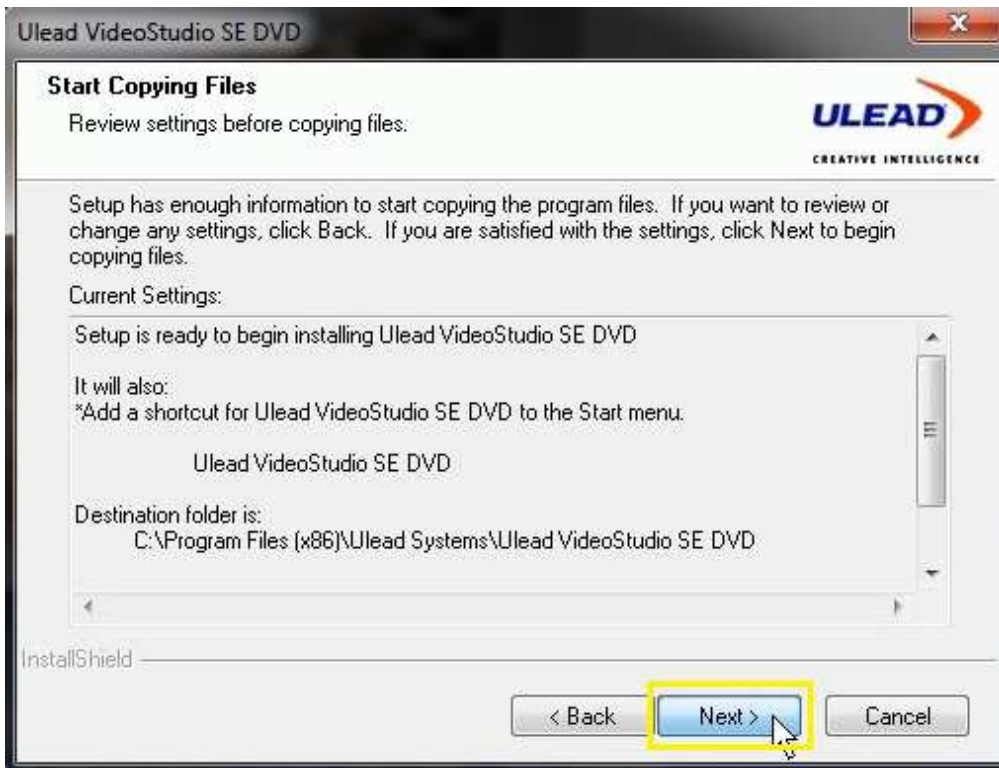 Ulead VideoStudio SE DVD
Start Copying Files
Review settings before copying files.
ULEAD
CREATIVE INTELLIGENCE
Setup has enough information to start copying the program files.  If you want to review or
change any settings, click Back.  If you are satisfied with the settings, click Next to begin
copying files.
Current Settings:
Setup is ready to begin installing Ulead VideoStudio SE DVD
It will also:
*Add a shortcut for Ulead VideoStudio SE DVD to the Start menu.
Ulead VideoStudio SE DVD
Destination folder is:
C:\Program Files (x86)\Ulead Systems\Ulead VideoStudio SE DVD
InstallShield
< Back
Next >
Cancel